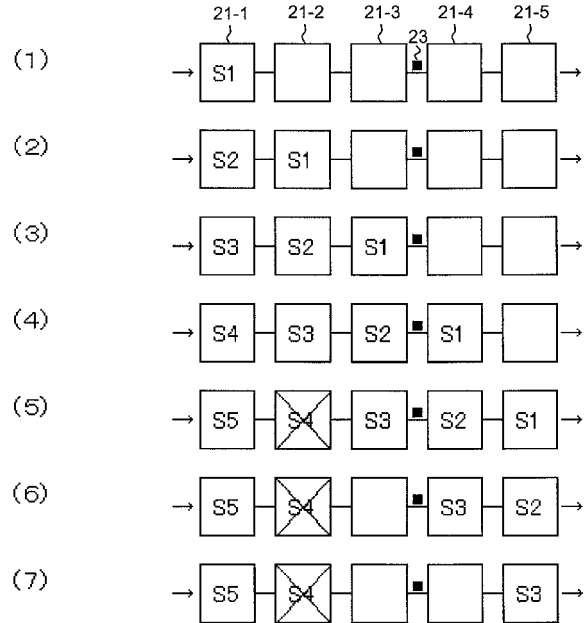 21-1 21-2 21-3 21-4 21-5
23
(1) S1
(2) S2 S1
(3) S3 S2 S1
(4) S4 S3 S2 S1
(5) S5 S4 S3 S2 S1
(6) S5 S4 S3 S2
(7) S5 S4 S3